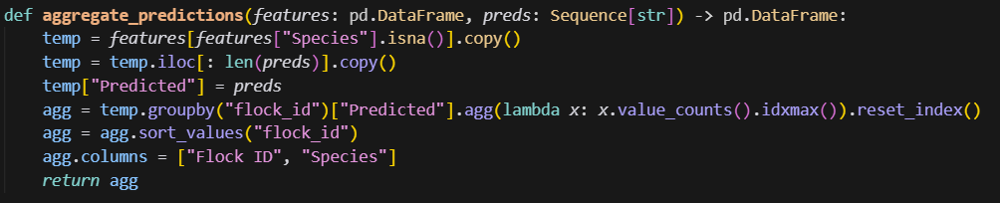 def aggregate_predictions(features: pd.DataFrame, preds: Sequence[str]) -> pd.DataFrame:
    temp = features[features["Species"].isna()].copy()
    temp = temp.iloc[: len(preds)].copy()
    temp["Predicted"] = preds
    agg = temp.groupby("flock_id")["Predicted"].agg(lambda x: x.value_counts().idxmax()).reset_index()
    agg = agg.sort_values("flock_id")
    agg.columns = ["Flock ID", "Species"]
    return agg